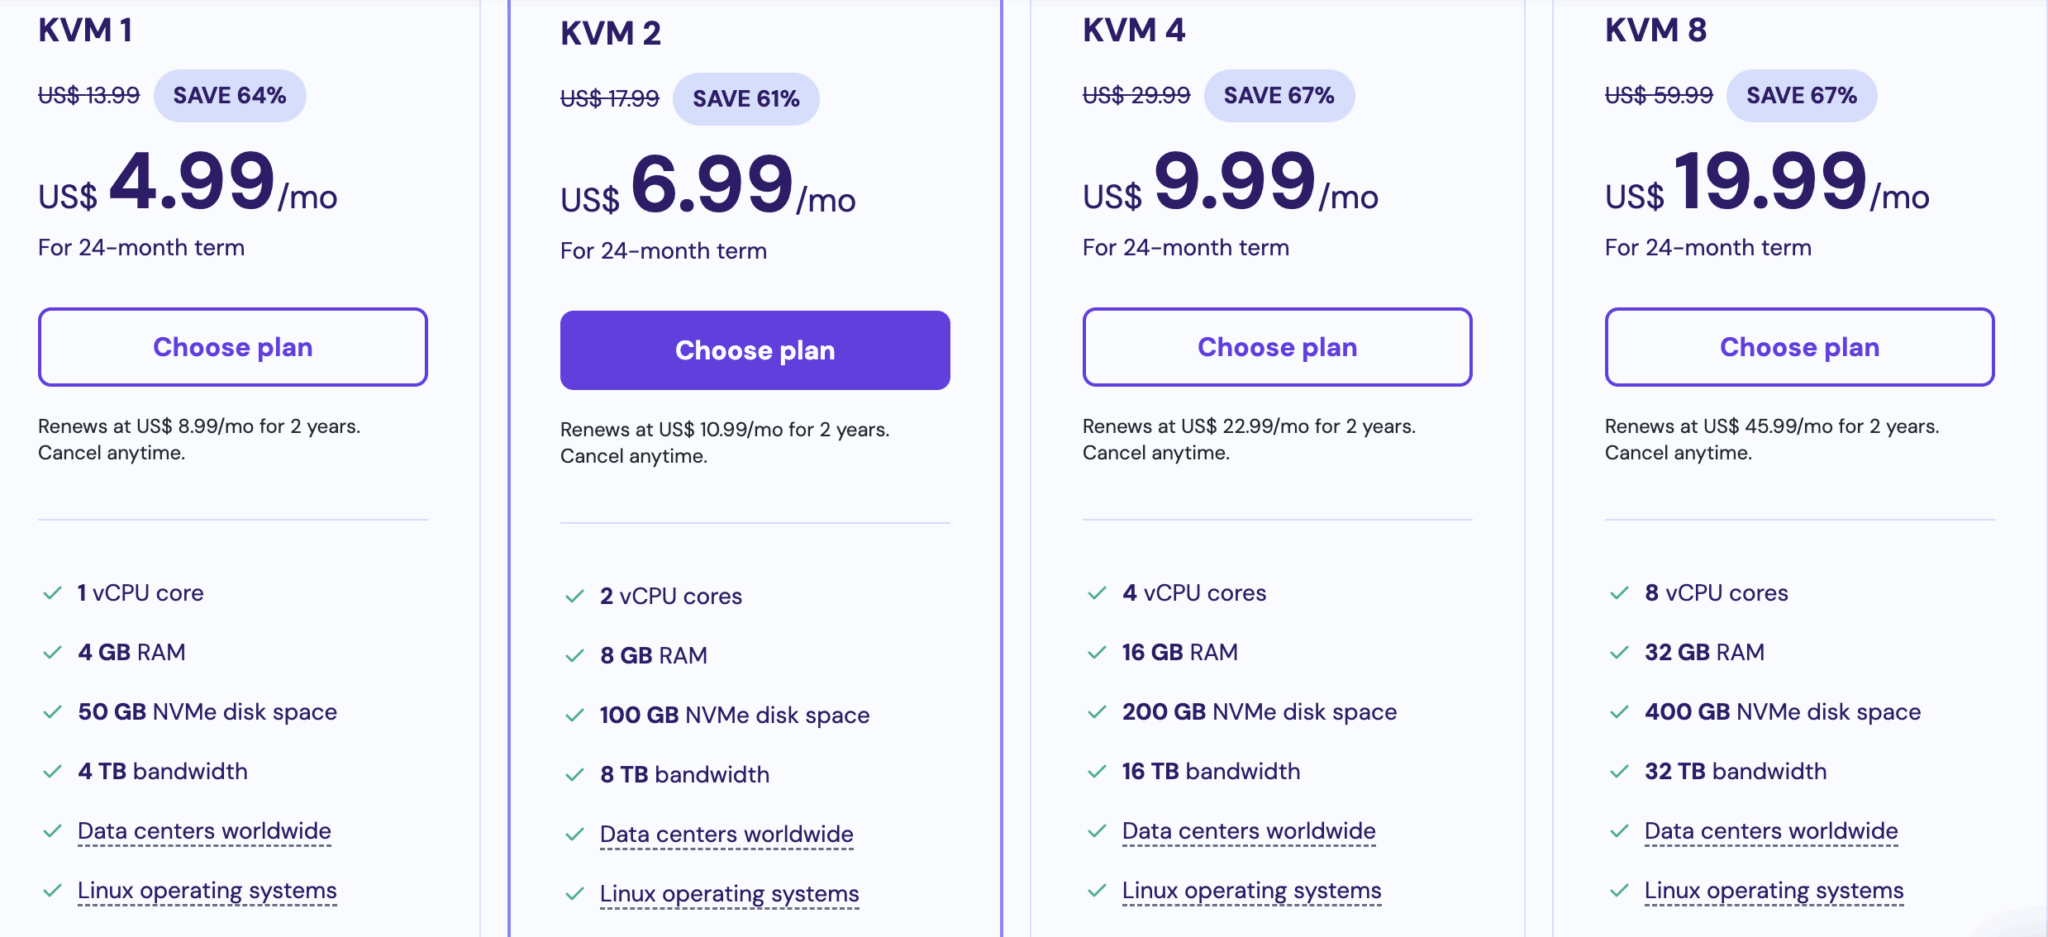 KVM 1
US$ 13.99 SAVE 64%
US$ 4.99/mo
For 24-month term
Choose plan
Renews at US$ 8.99/mo for 2 years.
Cancel anytime.
1 vCPU core
4 GB RAM
50 GB NVMe disk space
4 TB bandwidth
Data centers worldwide
Linux operating systems
KVM 2
US$ 17.99 SAVE 61%
US$ 6.99/mo
For 24-month term
Choose plan
Renews at US$ 10.99/mo for 2 years.
Cancel anytime.
2 vCPU cores
8 GB RAM
100 GB NVMe disk space
8 TB bandwidth
Data centers worldwide
Linux operating systems
KVM 4
US$ 29.99 SAVE 67%
US$ 9.99/mo
For 24-month term
Choose plan
Renews at US$ 22.99/mo for 2 years.
Cancel anytime.
4 vCPU cores
16 GB RAM
200 GB NVMe disk space
16 TB bandwidth
Data centers worldwide
Linux operating systems
KVM 8
US$ 59.99 SAVE 67%
US$ 19.99/mo
For 24-month term
Choose plan
Renews at US$ 45.99/mo for 2 years.
Cancel anytime.
8 vCPU cores
32 GB RAM
400 GB NVMe disk space
32 TB bandwidth
Data centers worldwide
Linux operating systems